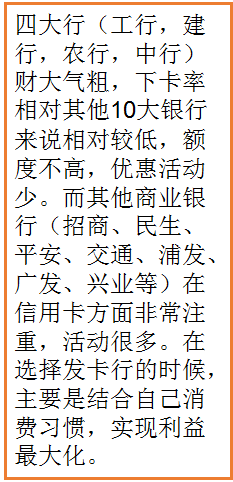 四大行（工行，建
行，农行，中行）
财大气粗，下卡率
相对其他10大银行
来说相对较低，额
度不高，优惠活动
少。而其他商业银
行（招商、民生、
平安、交通、浦发、
广发、兴业等）在
信用卡方面非常注
重，活动很多。在
选择发卡行的时候，
主要是结合自己消
费习惯，实现利益
最大化。